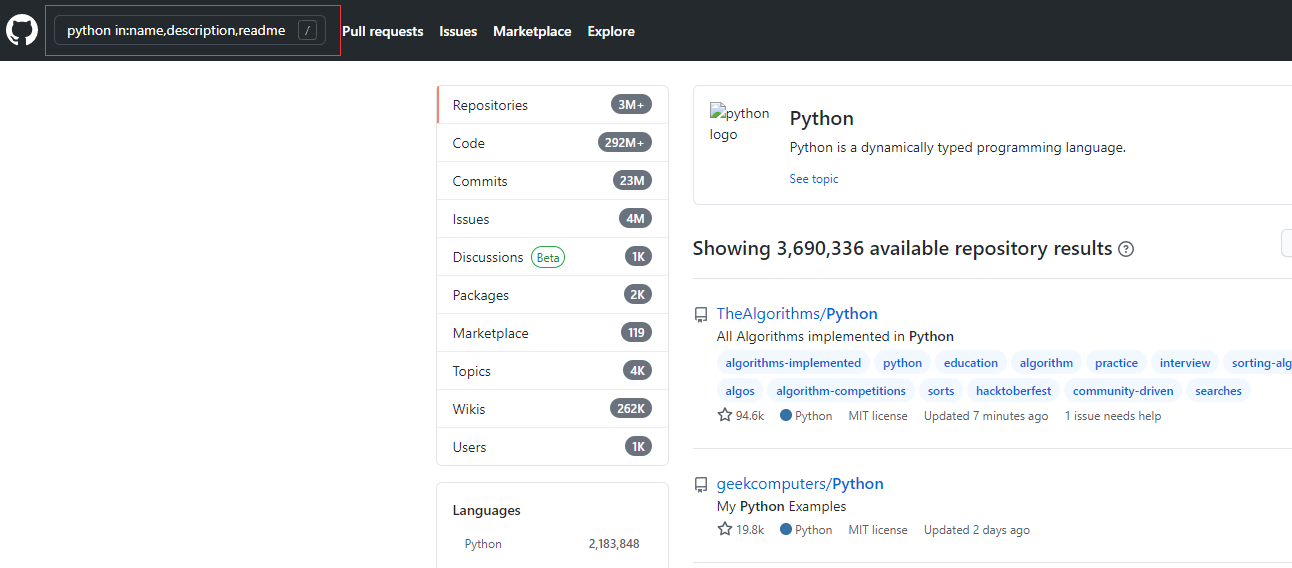 python in:name,description,readme /
Pull requests Issues Marketplace Explore
Repositories 3M+
Code 292M+
Commits 23M
Issues 4M
Discussions Beta 1K
Packages 2K
Marketplace 119
Topics 4K
Wikis 262K
Users 1K
Languages
Python 2,183,848
python
logo
Python
Python is a dynamically typed programming language.
See topic
Showing 3,690,336 available repository results ?
TheAlgorithms/Python
All Algorithms implemented in Python
algorithms-implemented python education algorithm practice interview sorting-alg
algos algorithm-competitions sorts hacktoberfest community-driven searches
94.6k Python MIT license Updated 7 minutes ago 1 issue needs help
geekcomputers/Python
My Python Examples
19.8k Python MIT license Updated 2 days ago